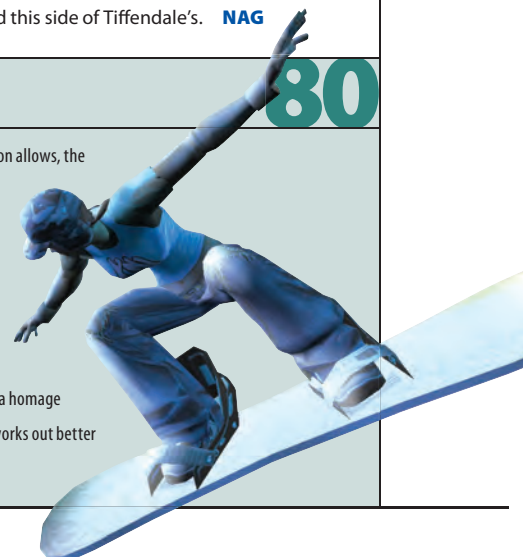 d this side of Tiffendale's. NAG
80
on allows, the
a homage
orks out better